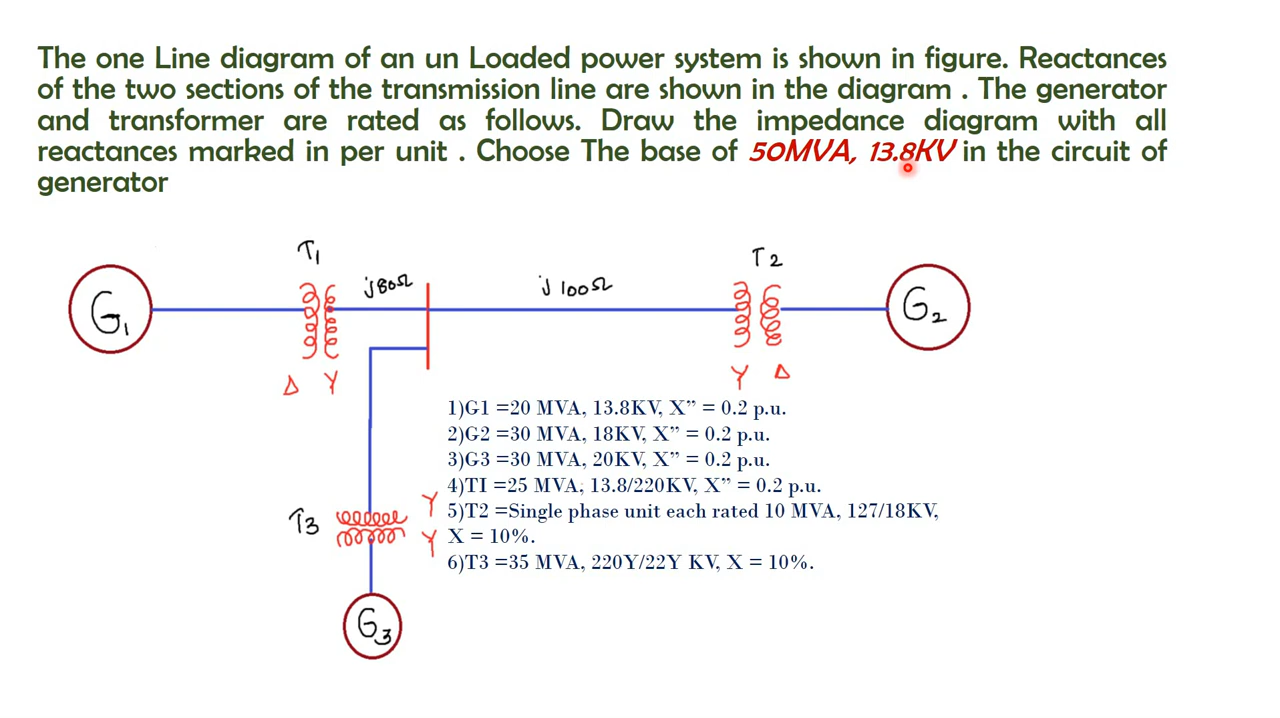 The one Line diagram of an un Loaded power system is shown in figure. Reactances
of the two sections of the transmission line are shown in the diagram . The generator
and transformer are rated as follows. Draw the impedance diagram with all
reactances marked in per unit . Choose The base of 50MVA, 13.8KV in the circuit of
generator
T1
j80Ω
j100Ω
T2
G1
G2
Δ Y
Y Δ
1)G1 =20 MVA, 13.8KV, X” = 0.2 p.u.
2)G2 =30 MVA, 18KV, X” = 0.2 p.u.
3)G3 =30 MVA, 20KV, X” = 0.2 p.u.
4)T1 =25 MVA, 13.8/220KV, X” = 0.2 p.u.
5)T2 =Single phase unit each rated 10 MVA, 127/18KV,
X = 10%.
6)T3 =35 MVA, 220Y/22Y KV, X = 10%.
Y
T3
Y
G3